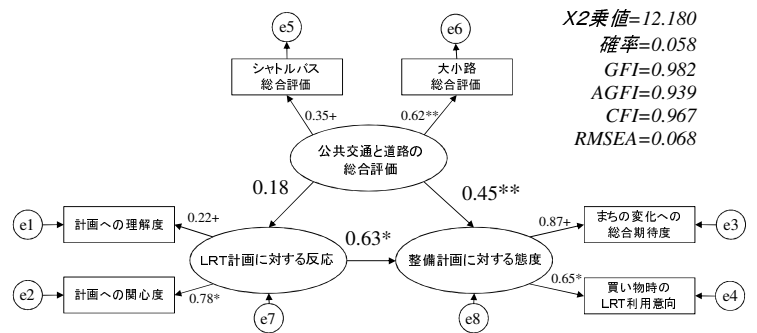 e5
e6
Χ2乗値=12.180
確率=0.058
GFI=0.982
AGFI=0.939
CFI=0.967
RMSEA=0.068
シャトルバス
総合評価
大小路
総合評価
0.35+
0.62**
公共交通と道路の
総合評価
0.18
0.45**
e1
計画への理解度
0.22+
0.87+
まちの変化への
総合期待度
e3
0.63*
LRT計画に対する反応
整備計画に対する態度
e2
計画への関心度
0.78*
0.65*
買い物時の
LRT利用意向
e4
e7
e8